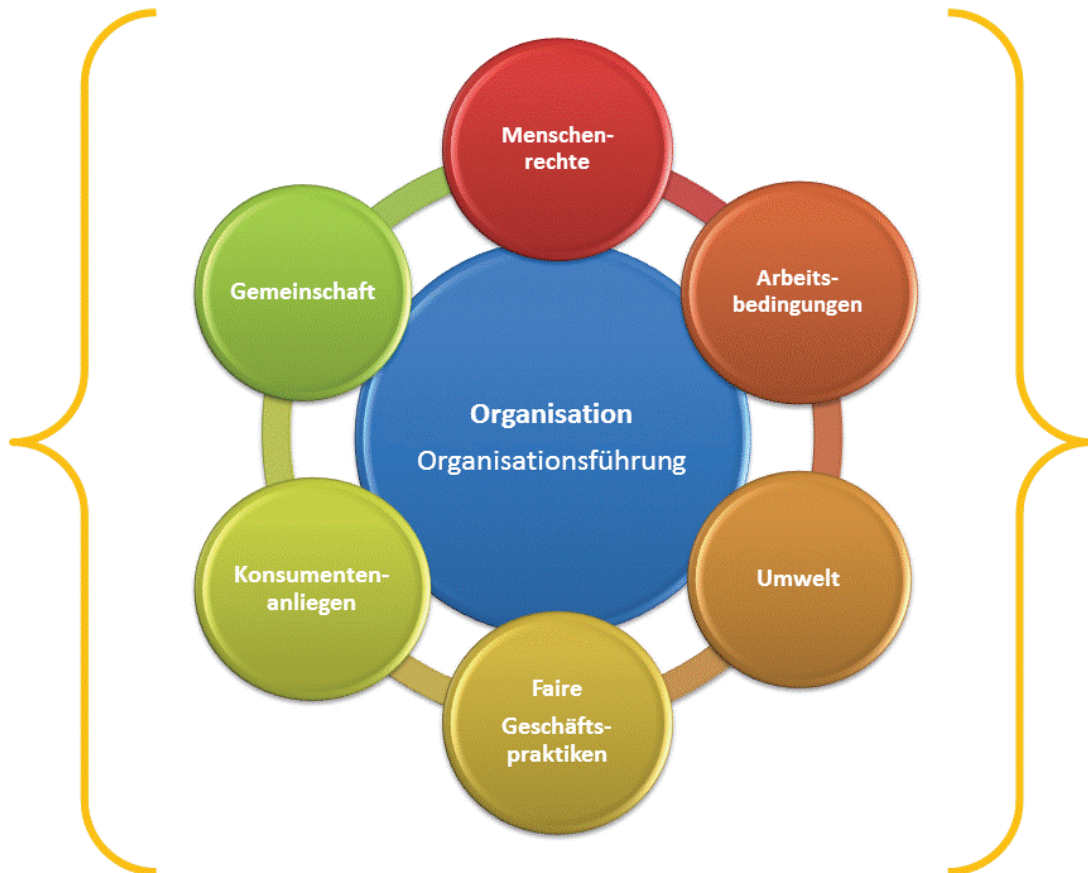 Menschen-
rechte
Arbeits-
bedingungen
Gemeinschaft
Organisation
Organisationsführung
Umwelt
Konsumenten-
anliegen
Faire
Geschäfts-
praktiken